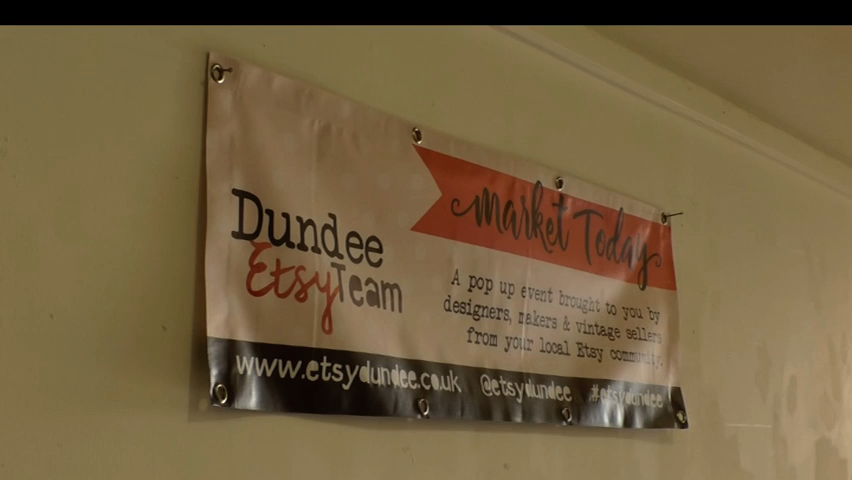 Dundee
EtsyTeam
Market Today
A pop up event brought to you by
designers, makers & vintage sellers
from your local Etsy community.
www.etsydundee.co.uk @etsydundee #etsydundee